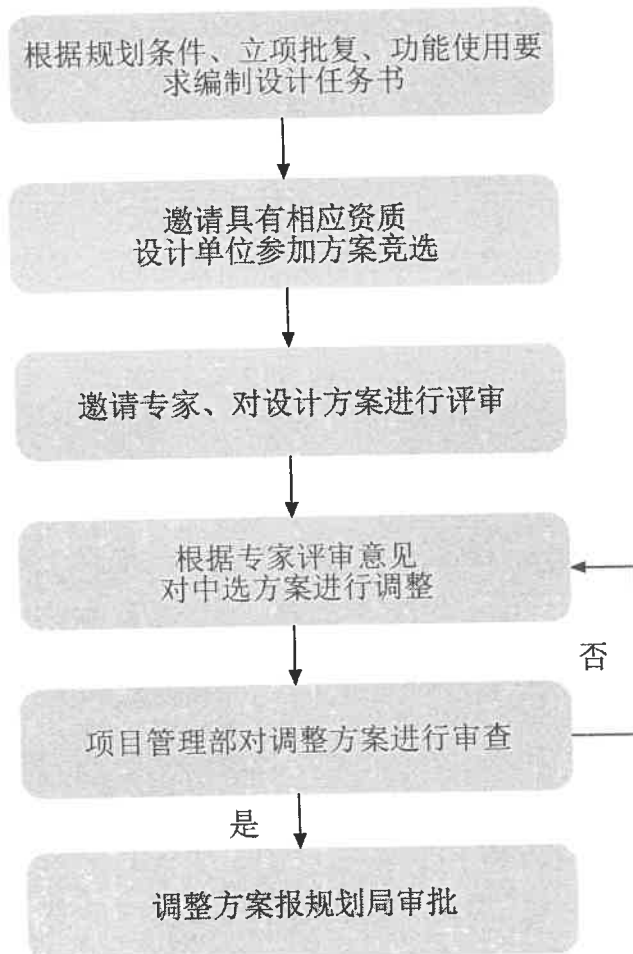 根据规划条件、立项批复、功能使用要
求编制设计任务书
邀请具有相应资质
设计单位参加方案竞选
邀请专家、对设计方案进行评审
根据专家评审意见
对中选方案进行调整
否
项目管理部对调整方案进行审查
是
调整方案报规划局审批